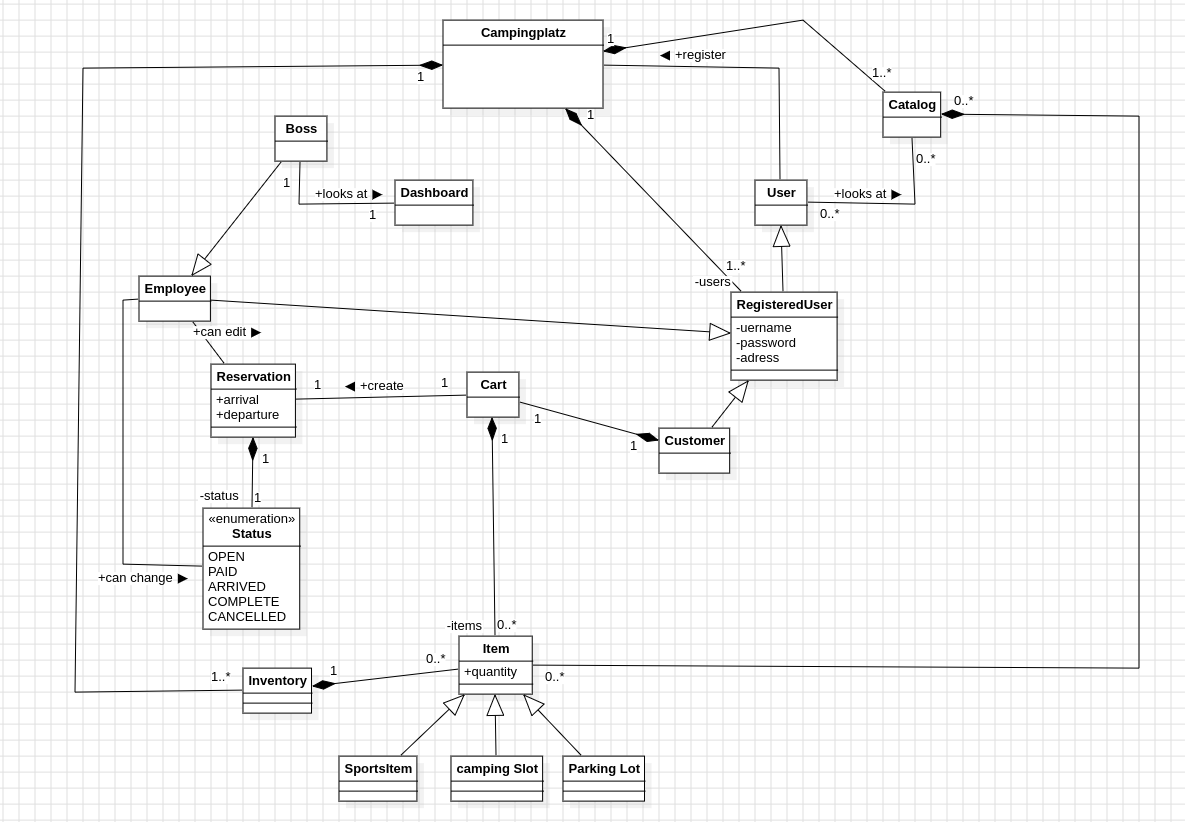 Campingplatz
1
◀ +register
1..*
1
Catalog
0..*
1
Boss
0..*
1
+looks at ▶
Dashboard
1
User
+looks at ▶
0..*
1..*
-users
Employee
RegisteredUser
-uername
-password
-adress
+can edit ▶
Reservation
+arrival
+departure
1
◀ +create
1
Cart
1
1
1
Customer
1
-status
1
«enumeration»
Status
OPEN
PAID
ARRIVED
COMPLETE
CANCELLED
+can change ▶
-items
0..*
Item
+quantity
0..*
0..*
1
1..*
Inventory
SportsItem
camping Slot
Parking Lot